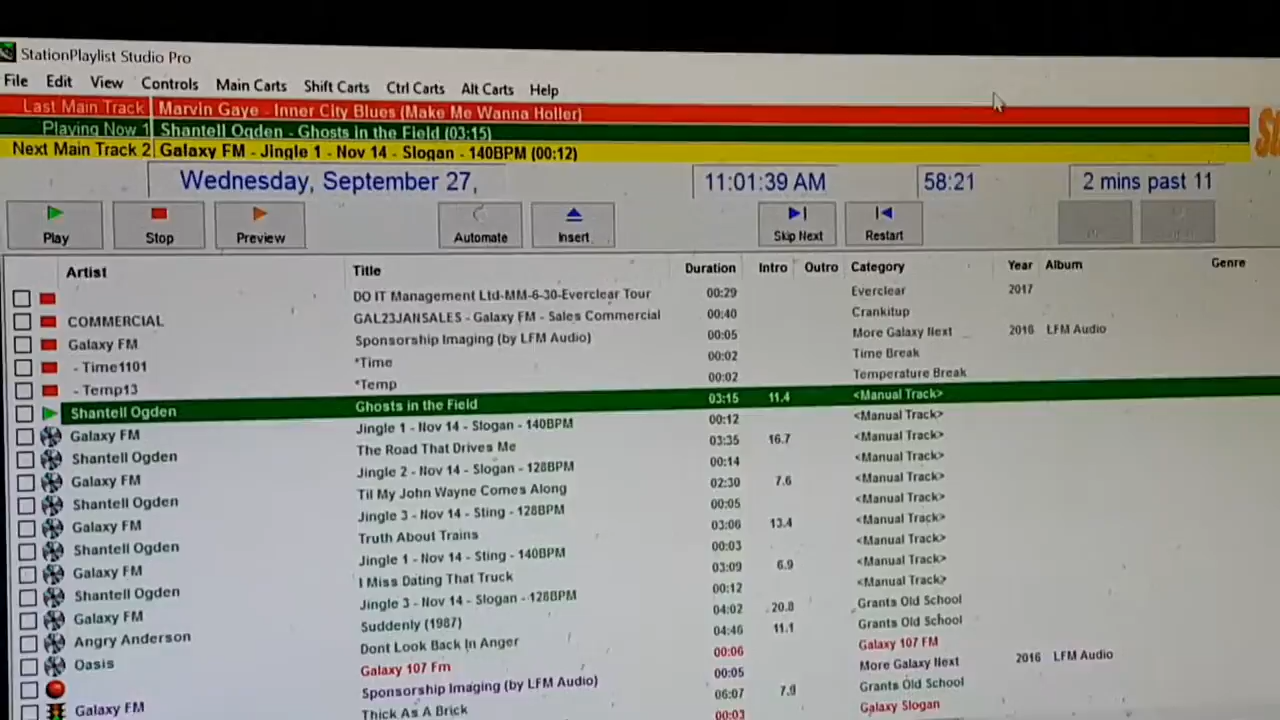 StationPlaylist Studio Pro
File Edit View Controls Main Carts Shift Carts Ctrl Carts Alt Carts Help
Last Main Track Marvin Gaye - Inner City Blues (Make Me Wanna Holler)
Playing Now 1 Shantell Ogden - Ghosts in the Field (03:15)
Next Main Track 2 Galaxy FM - Jingle 1 - Nov 14 - Slogan - 140BPM (00:12)
Wednesday, September 27, 11:01:39 AM 58:21 2 mins past 11
Play Stop Preview Automate Insert Skip Next Restart
Artist Title Duration Intro Outro Category Year Album Genre
DO IT Management Ltd-MM-6-30-Everclear Tour 00:29 Everclear 2017
COMMERCIAL GAL23JANSALES - Galaxy FM - Sales Commercial 00:40 Crankitup
Galaxy FM Sponsorship Imaging (by LFM Audio) 00:05 More Galaxy Next 2016 LFM Audio
- Time1101 *Time 00:02 Time Break
- Temp13 *Temp 00:02 Temperature Break
Shantell Ogden Ghosts in the Field 03:15 11.4 <Manual Track>
Galaxy FM Jingle 1 - Nov 14 - Slogan - 140BPM 00:12 <Manual Track>
Shantell Ogden The Road That Drives Me 03:35 16.7 <Manual Track>
Galaxy FM Jingle 2 - Nov 14 - Slogan - 128BPM 00:14 <Manual Track>
Shantell Ogden Til My John Wayne Comes Along 02:30 7.6 <Manual Track>
Galaxy FM Jingle 3 - Nov 14 - Sting - 128BPM 00:05 <Manual Track>
Shantell Ogden Truth About Trains 03:06 13.4 <Manual Track>
Galaxy FM Jingle 1 - Nov 14 - Sting - 140BPM 00:03 <Manual Track>
Shantell Ogden I Miss Dating That Truck 03:09 6.9 <Manual Track>
Galaxy FM Jingle 3 - Nov 14 - Slogan - 128BPM 00:12 <Manual Track>
Angry Anderson Suddenly (1987) 04:02 20.8 Grants Old School
Oasis Dont Look Back In Anger 04:46 11.1 Grants Old School
Galaxy 107 Fm 00:06 Galaxy 107 FM
Galaxy FM Sponsorship Imaging (by LFM Audio) 00:05 More Galaxy Next 2016 LFM Audio
Thick As A Brick 06:07 7.9 Grants Old School
00:03 Galaxy Slogan